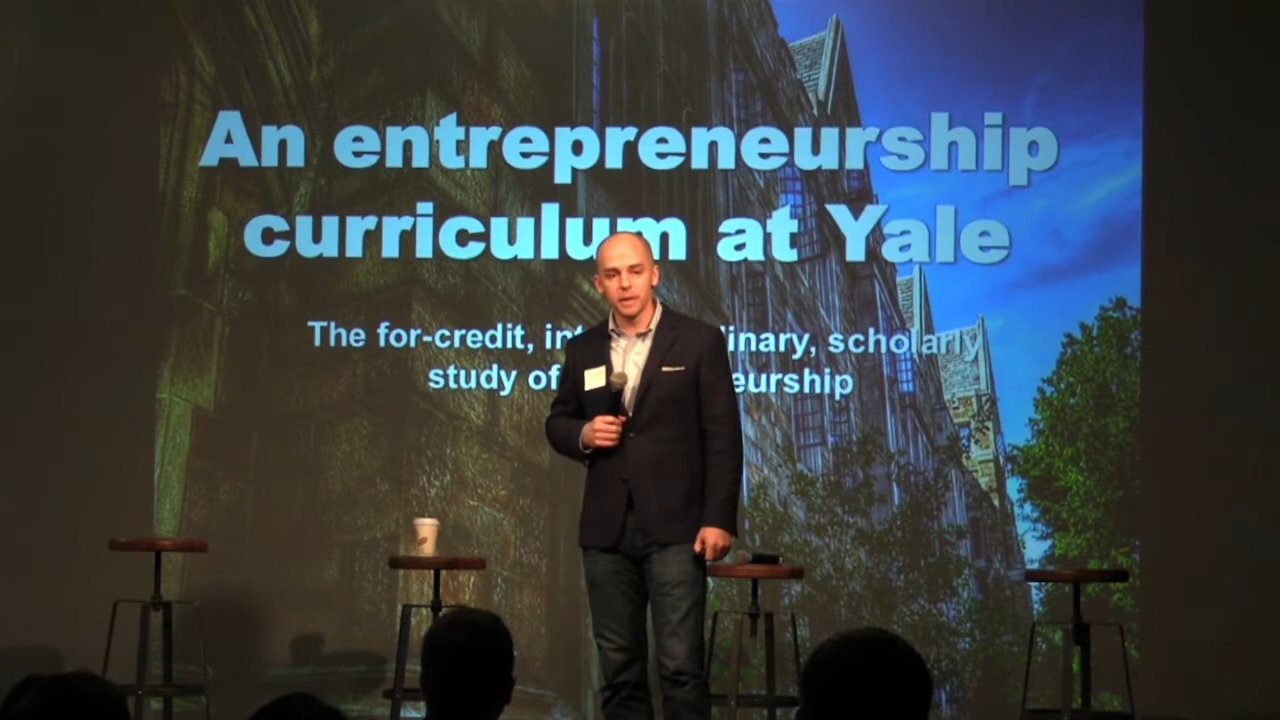 An entrepreneurship
curriculum at Yale
The for-credit, scholarly
study of